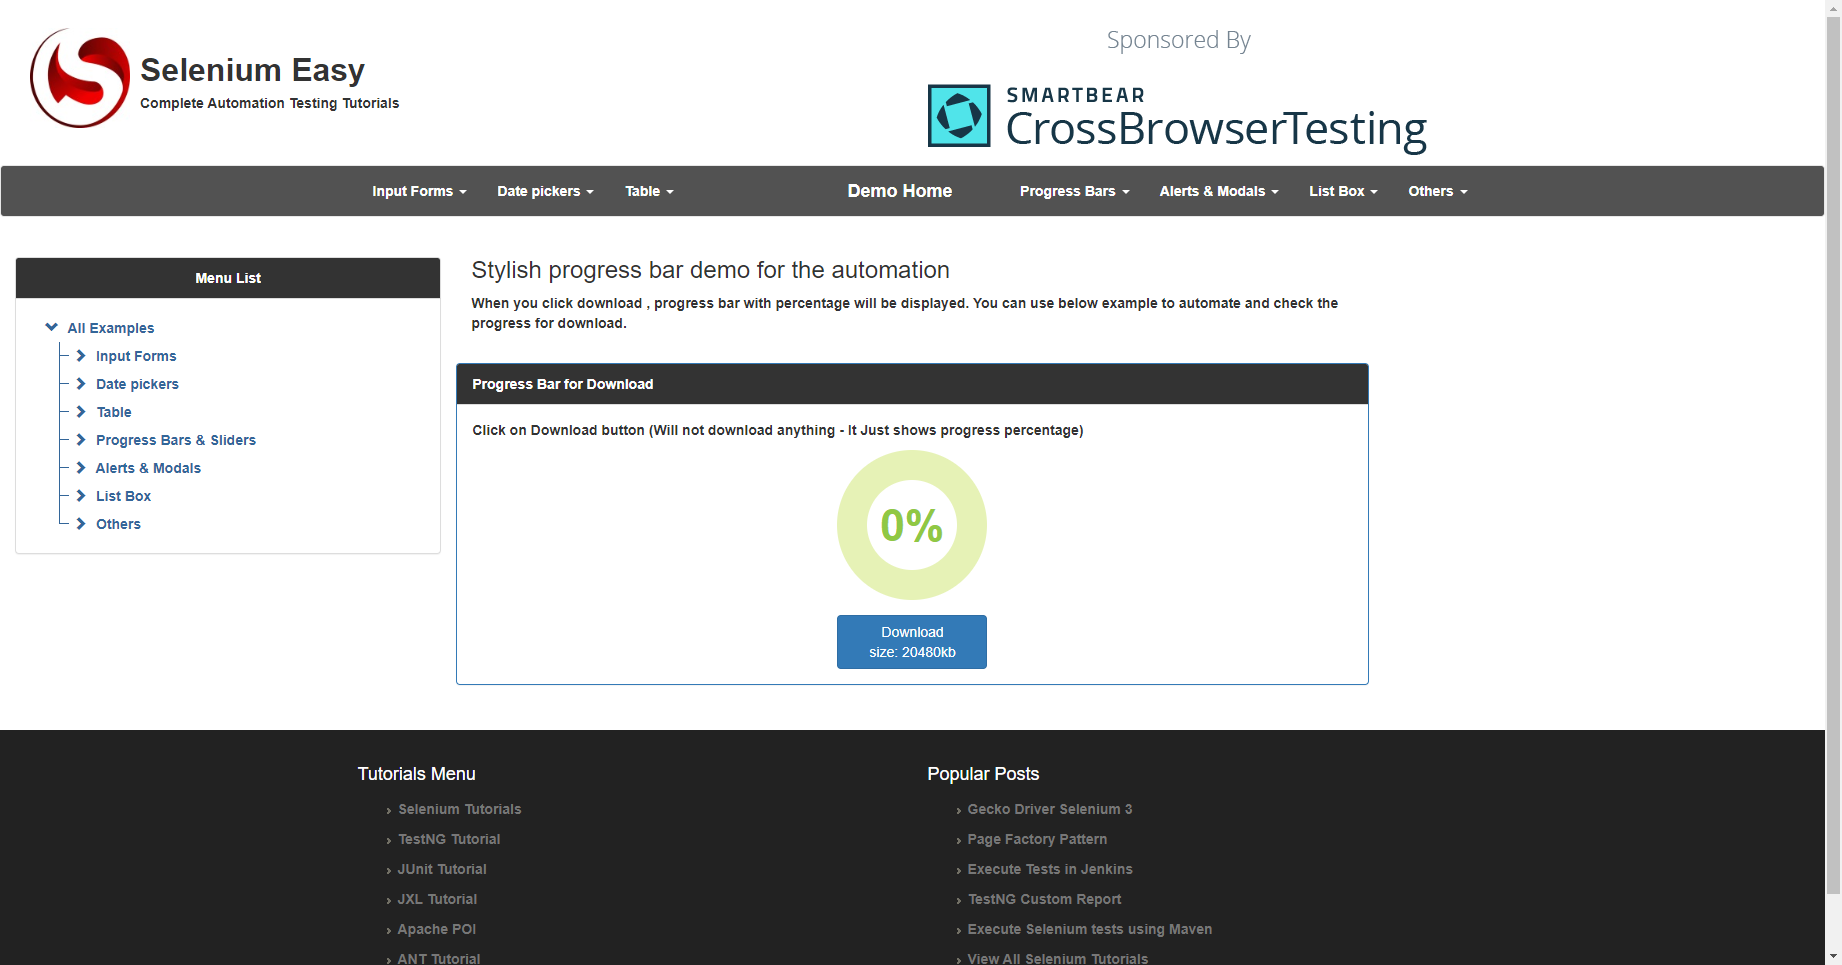 Selenium Easy
Complete Automation Testing Tutorials
Sponsored By
SMARTBEAR
CrossBrowserTesting
Input Forms
Date pickers
Table
Demo Home
Progress Bars
Alerts & Modals
List Box
Others
Menu List
All Examples
Input Forms
Date pickers
Table
Progress Bars & Sliders
Alerts & Modals
List Box
Others
Stylish progress bar demo for the automation
When you click download , progress bar with percentage will be displayed. You can use below example to automate and check the
progress for download.
Progress Bar for Download
Click on Download button (Will not download anything - It Just shows progress percentage)
0%
Download
size: 20480kb
Tutorials Menu
Selenium Tutorials
TestNG Tutorial
JUnit Tutorial
JXL Tutorial
Apache POI
ANT Tutorial
Popular Posts
Gecko Driver Selenium 3
Page Factory Pattern
Execute Tests in Jenkins
TestNG Custom Report
Execute Selenium tests using Maven
View All Selenium Tutorials